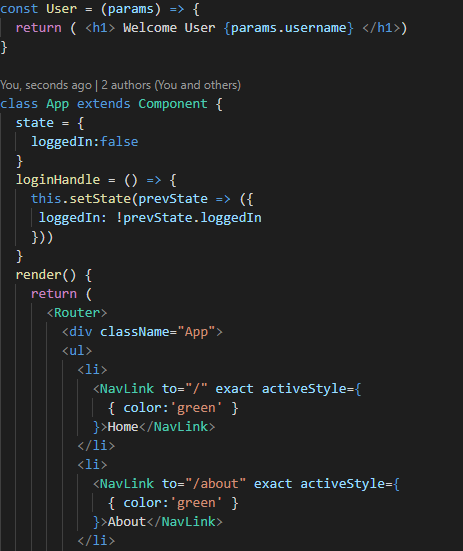 const User = (params) => {
  return ( <h1> Welcome User {params.username} </h1>)
}
You, seconds ago | 2 authors (You and others)
class App extends Component {
  state = {
    loggedIn:false
  }
  loginHandle = () => {
    this.setState(prevState => ({
     loggedIn: !prevState.loggedIn
    }))
  }
  render() {
    return (
      <Router>
        <div className="App">
        <ul>
          <li>
            <NavLink to="/" exact activeStyle={
              { color:'green' }
            }>Home</NavLink>
          </li>
          <li>
            <NavLink to="/about" exact activeStyle={
              { color:'green' }
            }>About</NavLink>
          </li>